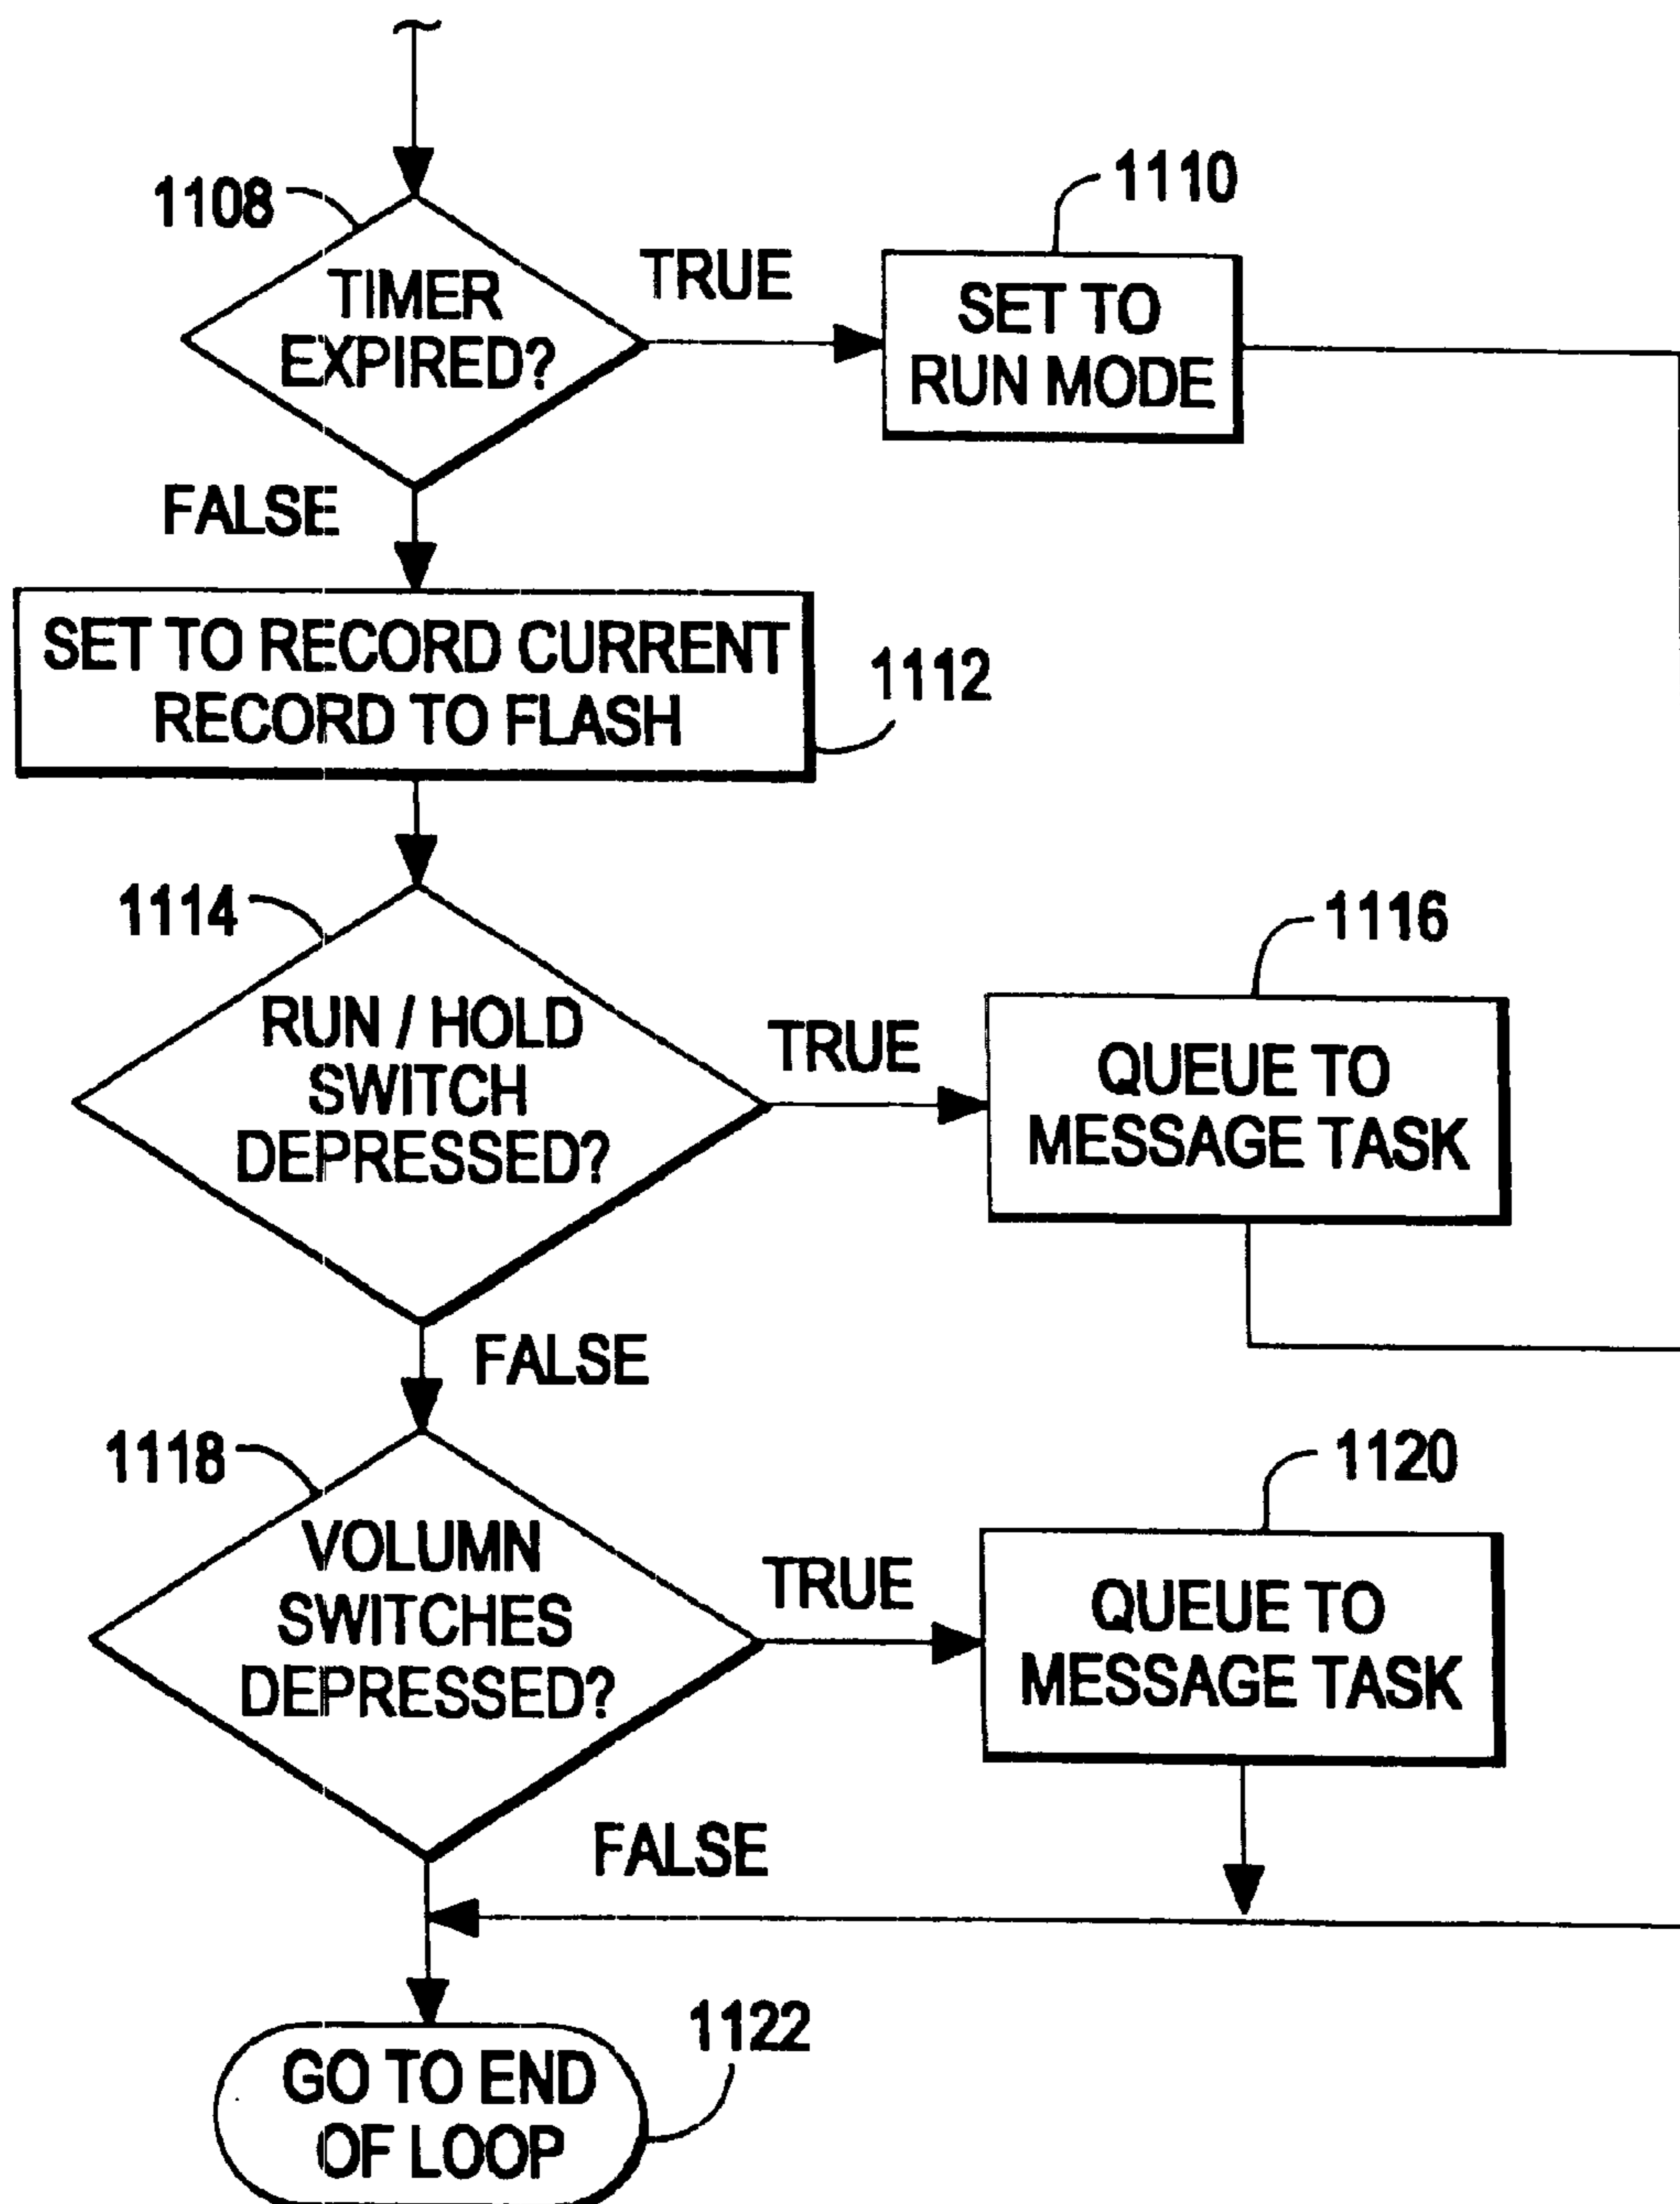 1108
TIMER
EXPIRED?
TRUE
1110
SET TO
RUN MODE
FALSE
SET TO RECORD CURRENT
RECORD TO FLASH
1112
1114
RUN / HOLD
SWITCH
DEPRESSED?
TRUE
1116
QUEUE TO
MESSAGE TASK
FALSE
1118
VOLUMN
SWITCHES
DEPRESSED?
TRUE
1120
QUEUE TO
MESSAGE TASK
FALSE
GO TO END
OF LOOP
1122